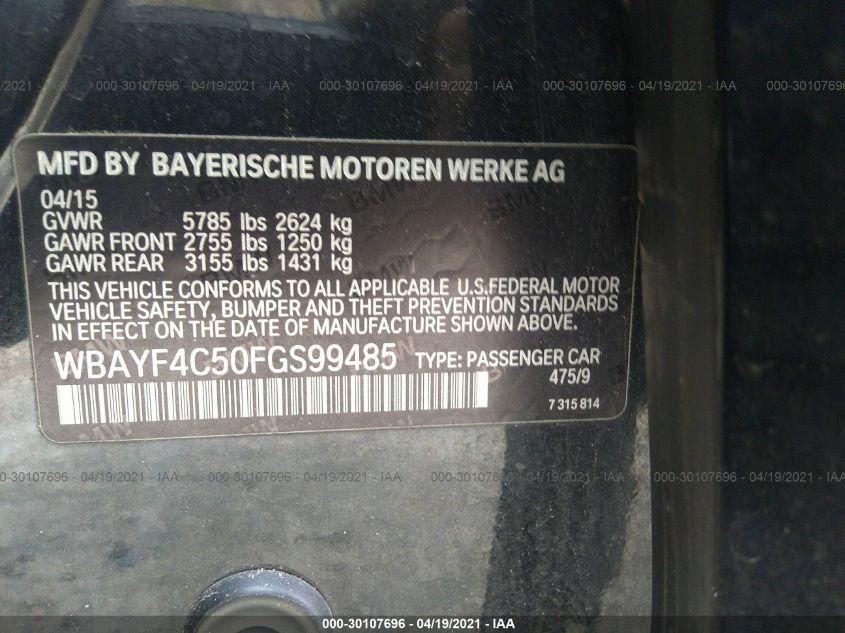 000-30107696 - 04/19/2021 - IAA
MFD BY BAYERISCHE MOTOREN WERKE AG
04/15
GVWR 5785 lbs 2624 kg
GAWR FRONT 2755 lbs 1250 kg
GAWR REAR 3155 lbs 1431 kg
THIS VEHICLE CONFORMS TO ALL APPLICABLE U.S.FEDERAL MOTOR
VEHICLE SAFETY, BUMPER AND THEFT PREVENTION STANDARDS
IN EFFECT ON THE DATE OF MANUFACTURE SHOWN ABOVE.
WBAYF4C50FGS99485 TYPE: PASSENGER CAR
475/9
7 315 814
000-30107696 - 04/19/2021 - IAA
000-30107696 - 04/19/2021 - IAA